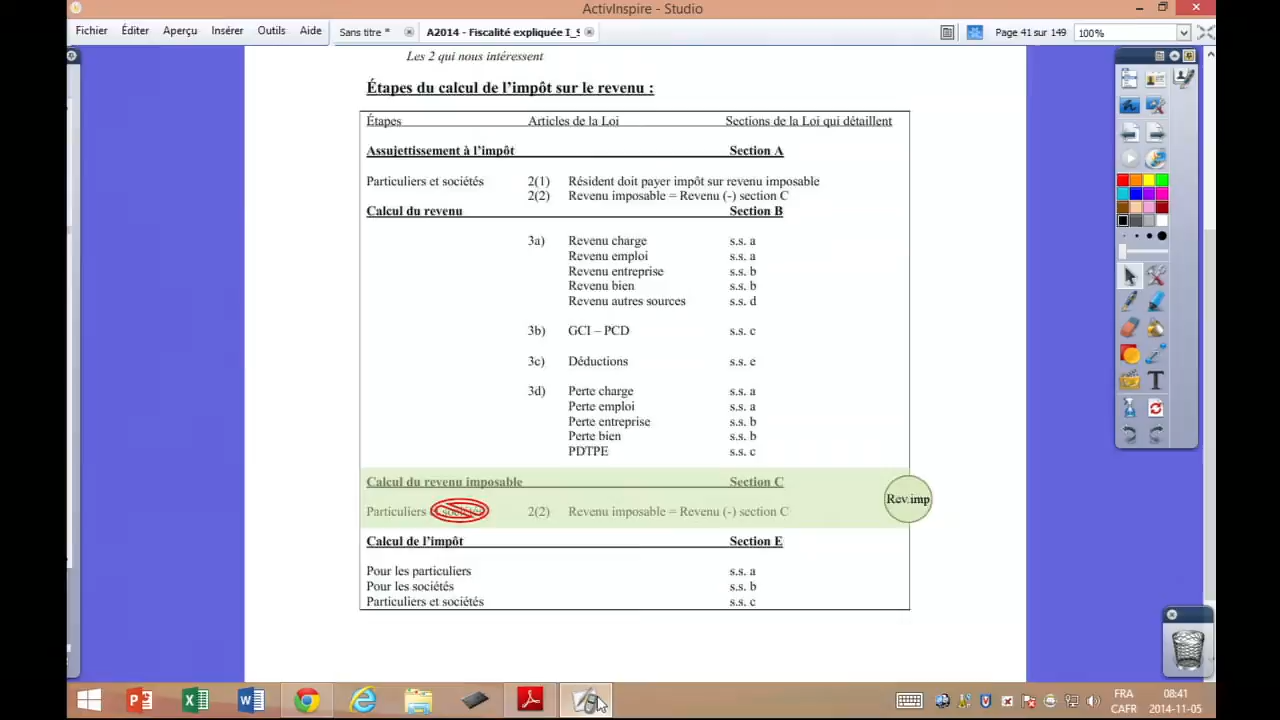 ActivInspire - Studio
Fichier Éditer Aperçu Insérer Outils Aide Sans titre * A2014 - Fiscalité expliquée I_S Page 41 sur 149 100%
Les 2 qui nous intéressent
Étapes du calcul de l'impôt sur le revenu :
Étapes Articles de la Loi Sections de la Loi qui détaillent
Assujettissement à l'impôt Section A
Particuliers et sociétés 2(1) Résident doit payer impôt sur revenu imposable
2(2) Revenu imposable = Revenu (-) section C
Calcul du revenu Section B
3a) Revenu charge s.s. a
Revenu emploi s.s. a
Revenu entreprise s.s. b
Revenu bien s.s. b
Revenu autres sources s.s. d
3b) GCI – PCD s.s. c
3c) Déductions s.s. e
3d) Perte charge s.s. a
Perte emploi s.s. a
Perte entreprise s.s. b
Perte bien s.s. b
PDTPE s.s. c
Calcul du revenu imposable Section C
Rev.imp
Particuliers et sociétés 2(2) Revenu imposable = Revenu (-) section C
Calcul de l'impôt Section E
Pour les particuliers s.s. a
Pour les sociétés s.s. b
Particuliers et sociétés s.s. c
FRA 08:41
CAFR 2014-11-05